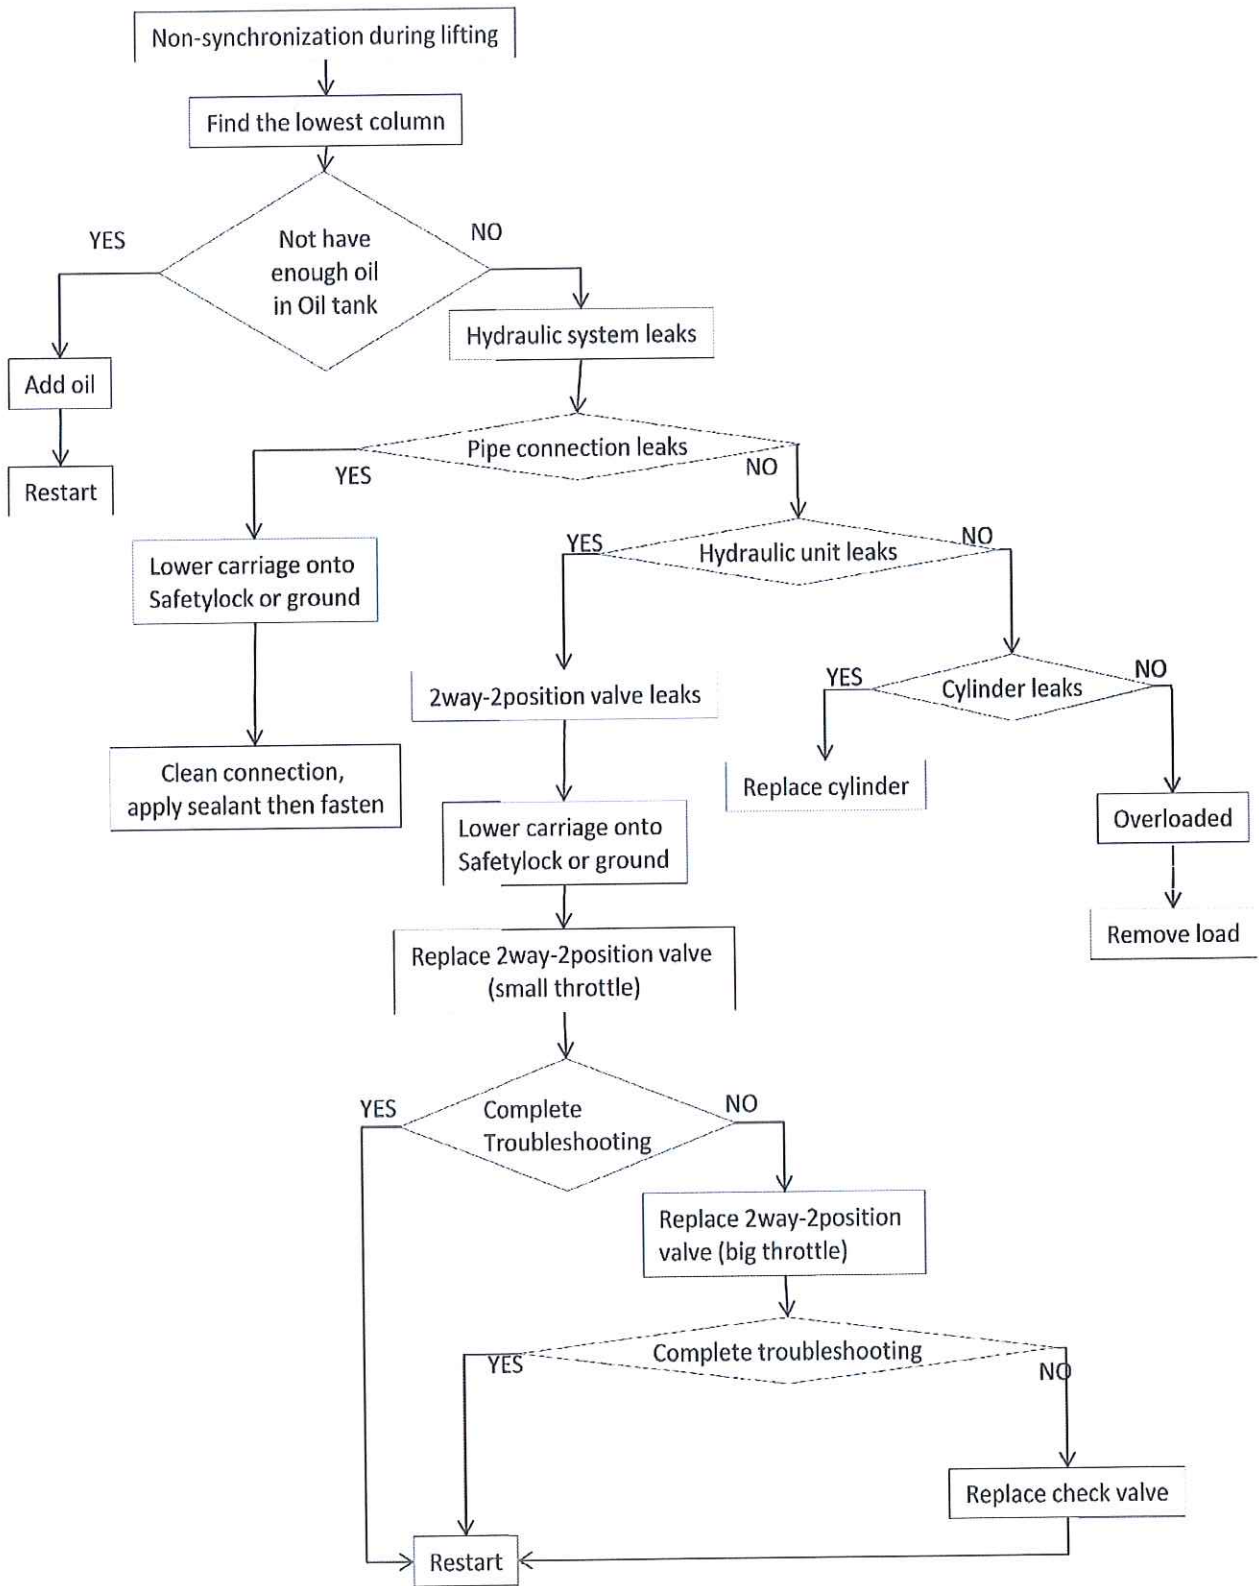 Non-synchronization during lifting
Find the lowest column
YES
NO
Not have
enough oil
in Oil tank
Hydraulic system leaks
Add oil
Pipe connection leaks
YES
NO
Restart
YES
Hydraulic unit leaks
NO
Lower carriage onto
Safetylock or ground
2way-2position valve leaks
YES
Cylinder leaks
NO
Clean connection,
apply sealant then fasten
Replace cylinder
Lower carriage onto
Safetylock or ground
Overloaded
Remove load
Replace 2way-2position valve
(small throttle)
YES
Complete
Troubleshooting
NO
Replace 2way-2position
valve (big throttle)
YES
Complete troubleshooting
NO
Replace check valve
Restart